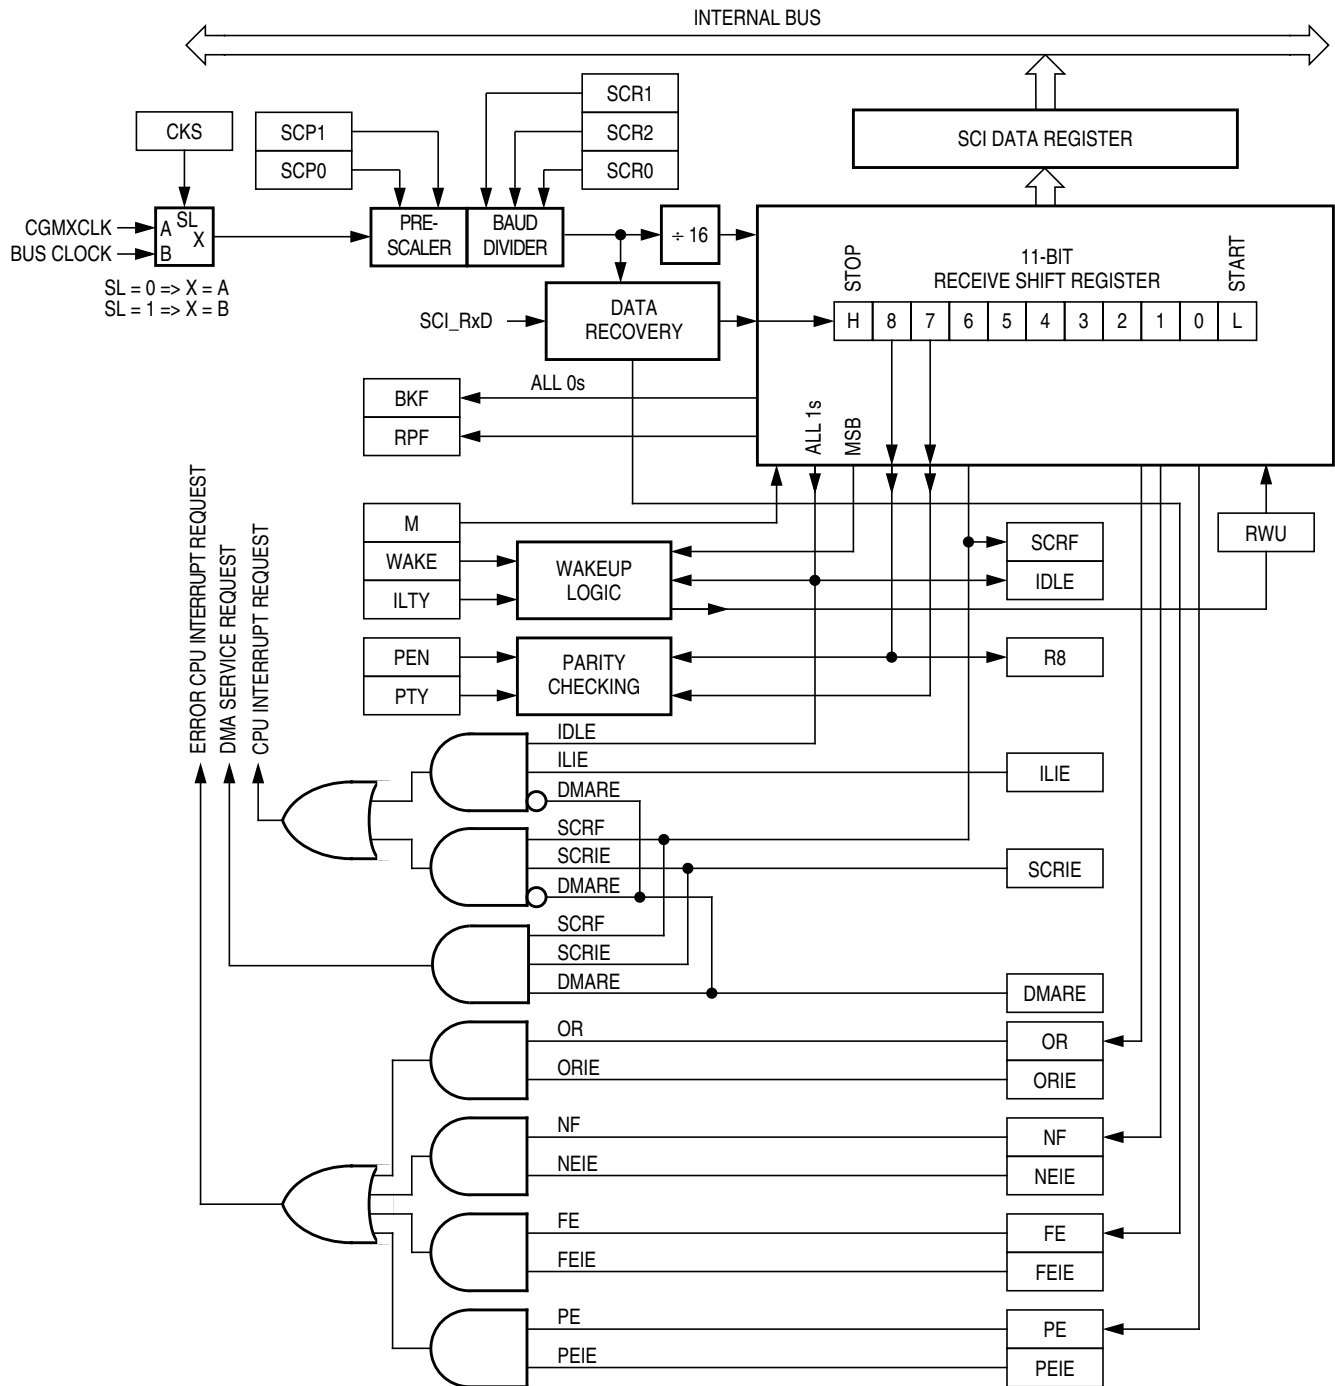 INTERNAL BUS
SCR1
SCR2
SCR0
SCP1
SCP0
CKS
SCI DATA REGISTER
CGMXCLK
BUS CLOCK
A
B
SL
X
SL = 0 => X = A
SL = 1 => X = B
PRE-
SCALER
BAUD
DIVIDER
÷ 16
STOP
11-BIT
RECEIVE SHIFT REGISTER
START
SCI_RxD
DATA
RECOVERY
H 8 7 6 5 4 3 2 1 0 L
ALL 0s
BKF
RPF
ALL 1s
MSB
ERROR CPU INTERRUPT REQUEST
DMA SERVICE REQUEST
CPU INTERRUPT REQUEST
M
WAKE
ILTY
WAKEUP
LOGIC
SCRF
IDLE
RWU
PEN
PTY
PARITY
CHECKING
R8
IDLE
ILIE
DMARE
ILIE
SCRF
SCRIE
DMARE
SCRIE
SCRF
SCRIE
DMARE
DMARE
OR
ORIE
OR
ORIE
NF
NEIE
NF
NEIE
FE
FEIE
FE
FEIE
PE
PEIE
PE
PEIE